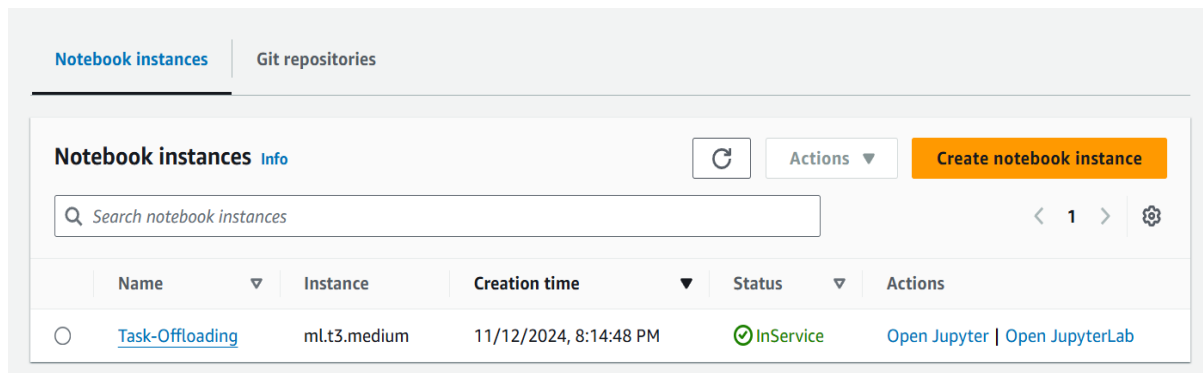 Notebook instances Git repositories
Notebook instances Info Actions Create notebook instance
Search notebook instances 1
Name Instance Creation time Status Actions
Task-Offloading ml.t3.medium 11/12/2024, 8:14:48 PM InService Open Jupyter | Open JupyterLab